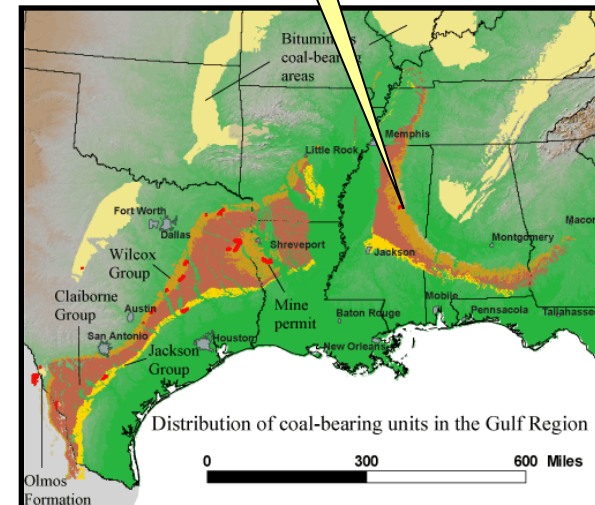 Bituminous
coal-bearing
areas
Little Rock
Memphis
Fort Worth
Dallas
Shreveport
Jackson
Montgomery
Macon
Wilcox
Group
Claiborne
Group
Mine
permit
Austin
San Antonio
Houston
Jackson
Group
Baton Rouge
New Orleans
Mobile
Pennsacola
Tallahasse
Distribution of coal-bearing units in the Gulf Region
0 300 600 Miles
Olmos
Formation